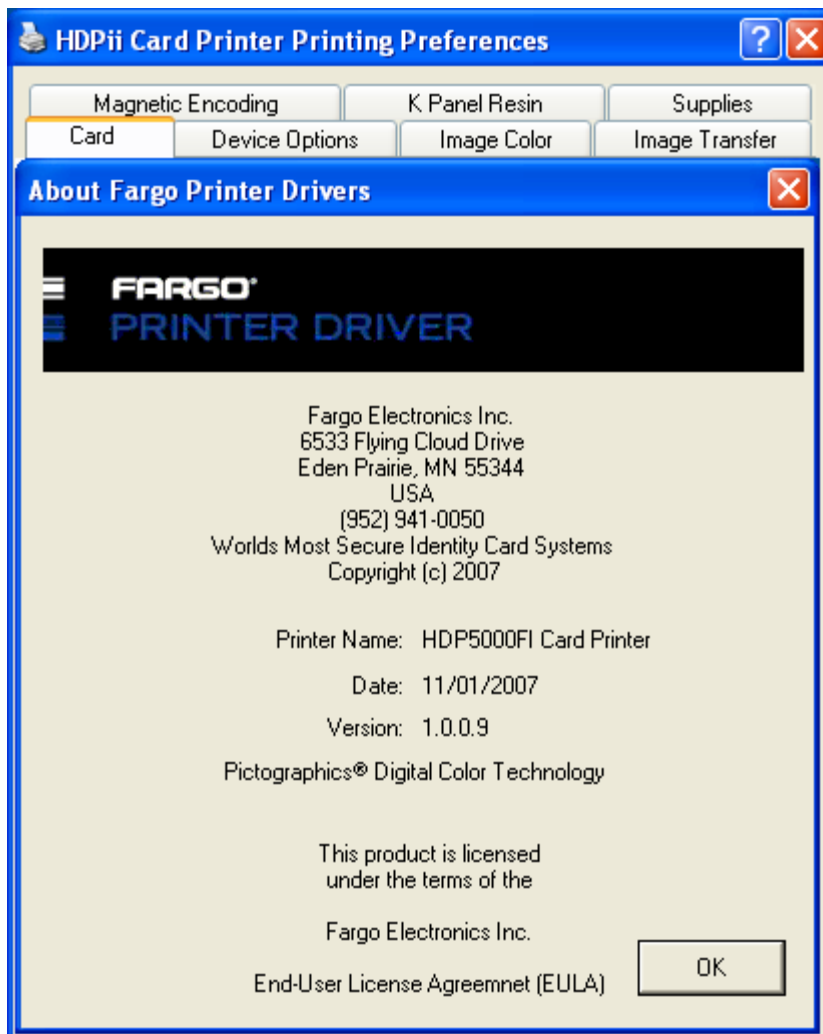 HDPii Card Printer Printing Preferences
Magnetic Encoding K Panel Resin Supplies
Card Device Options Image Color Image Transfer
About Fargo Printer Drivers
FARGO®
PRINTER DRIVER
Fargo Electronics Inc.
6533 Flying Cloud Drive
Eden Prairie, MN 55344
USA
(952) 941-0050
Worlds Most Secure Identity Card Systems
Copyright (c) 2007
Printer Name: HDP5000FI Card Printer
Date: 11/01/2007
Version: 1.0.0.9
Pictographics® Digital Color Technology
This product is licensed
under the terms of the
Fargo Electronics Inc.
End-User License Agreemnet (EULA)
OK